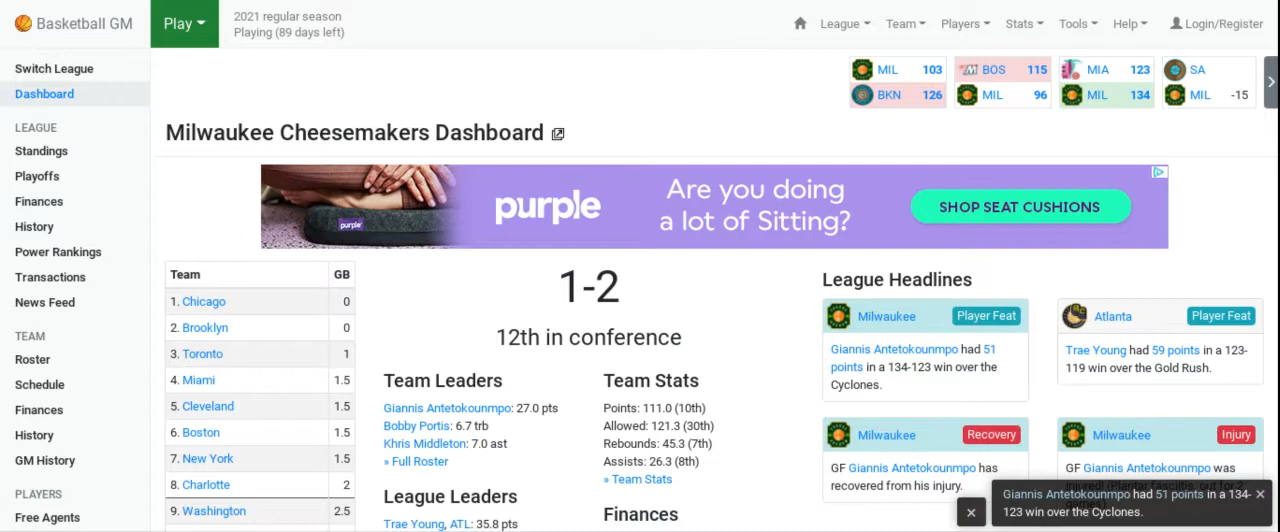 Basketball GM
Play
2021 regular season
Playing (89 days left)
League
Team
Players
Stats
Tools
Help
Login/Register
Switch League
Dashboard
LEAGUE
Standings
Playoffs
Finances
History
Power Rankings
Transactions
News Feed
TEAM
Roster
Schedule
Finances
History
GM History
PLAYERS
Free Agents
MIL 103
BKN 126
BOS 115
MIL 96
MIA 123
MIL 134
SA
MIL -15
Milwaukee Cheesemakers Dashboard
purple
purple
Are you doing
a lot of Sitting?
SHOP SEAT CUSHIONS
Team GB
1. Chicago 0
2. Brooklyn 0
3. Toronto 1
4. Miami 1.5
5. Cleveland 1.5
6. Boston 1.5
7. New York 1.5
8. Charlotte 2
9. Washington 2.5
1-2
12th in conference
Team Leaders
Giannis Antetokounmpo: 27.0 pts
Bobby Portis: 6.7 trb
Khris Middleton: 7.0 ast
» Full Roster
League Leaders
Trae Young, ATL: 35.8 pts
Team Stats
Points: 111.0 (10th)
Allowed: 121.3 (30th)
Rebounds: 45.3 (7th)
Assists: 26.3 (8th)
» Team Stats
Finances
League Headlines
Milwaukee Player Feat
Giannis Antetokounmpo had 51
points in a 134-123 win over the
Cyclones.
Atlanta Player Feat
Trae Young had 59 points in a 123-
119 win over the Gold Rush.
Milwaukee Recovery
GF Giannis Antetokounmpo has
recovered from his injury.
Milwaukee Injury
GF Giannis Antetokounmpo was
injured! (Plantar fasciitis, out for 2
Giannis Antetokounmpo had 51 points in a 134-
123 win over the Cyclones.